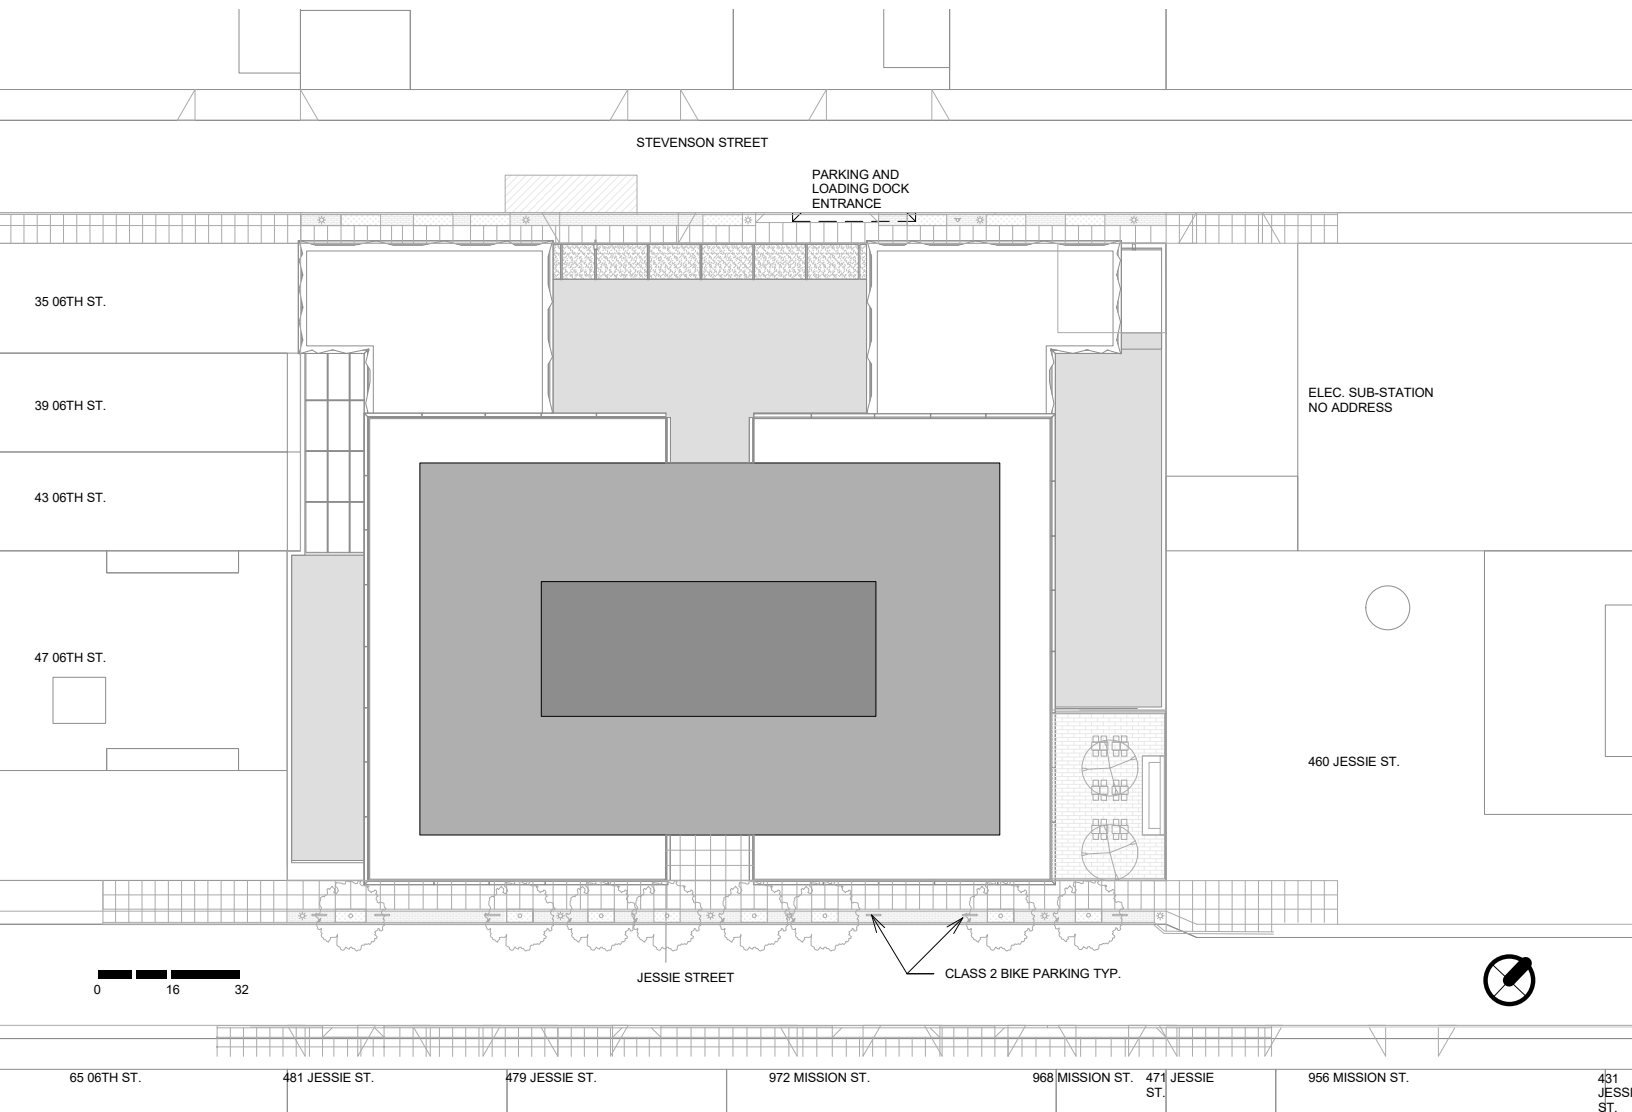 STEVENSON STREET
PARKING AND
LOADING DOCK
ENTRANCE
35 06TH ST.
39 06TH ST.
ELEC. SUB-STATION
NO ADDRESS
43 06TH ST.
47 06TH ST.
460 JESSIE ST.
0 16 32
JESSIE STREET
CLASS 2 BIKE PARKING TYP.
65 06TH ST.
481 JESSIE ST.
479 JESSIE ST.
972 MISSION ST.
968 MISSION ST.
471 JESSIE
ST.
956 MISSION ST.
431
JESSI
ST.